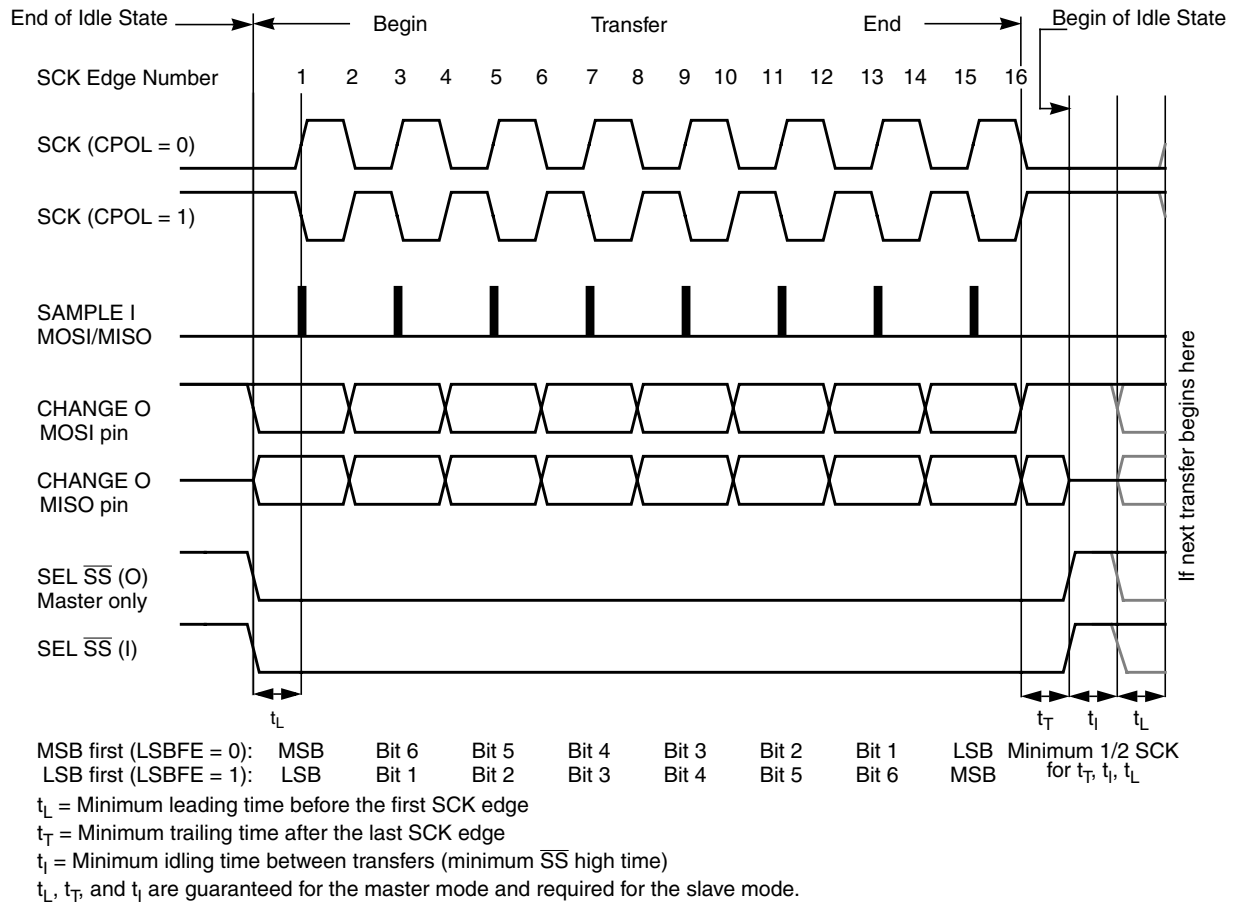 End of Idle State Begin Transfer End Begin of Idle State
SCK Edge Number 1 2 3 4 5 6 7 8 9 10 11 12 13 14 15 16
SCK (CPOL = 0)
SCK (CPOL = 1)
SAMPLE I
MOSI/MISO
CHANGE O
MOSI pin
CHANGE O
MISO pin
SEL S̅S̅ (O)
Master only
SEL S̅S̅ (I)
If next transfer begins here
tL tT tI tL
MSB first (LSBFE = 0): MSB Bit 6 Bit 5 Bit 4 Bit 3 Bit 2 Bit 1 LSB Minimum 1/2 SCK
LSB first (LSBFE = 1): LSB Bit 1 Bit 2 Bit 3 Bit 4 Bit 5 Bit 6 MSB for tT, tI, tL
tL = Minimum leading time before the first SCK edge
tT = Minimum trailing time after the last SCK edge
tI = Minimum idling time between transfers (minimum S̅S̅ high time)
tL, tT, and tI are guaranteed for the master mode and required for the slave mode.